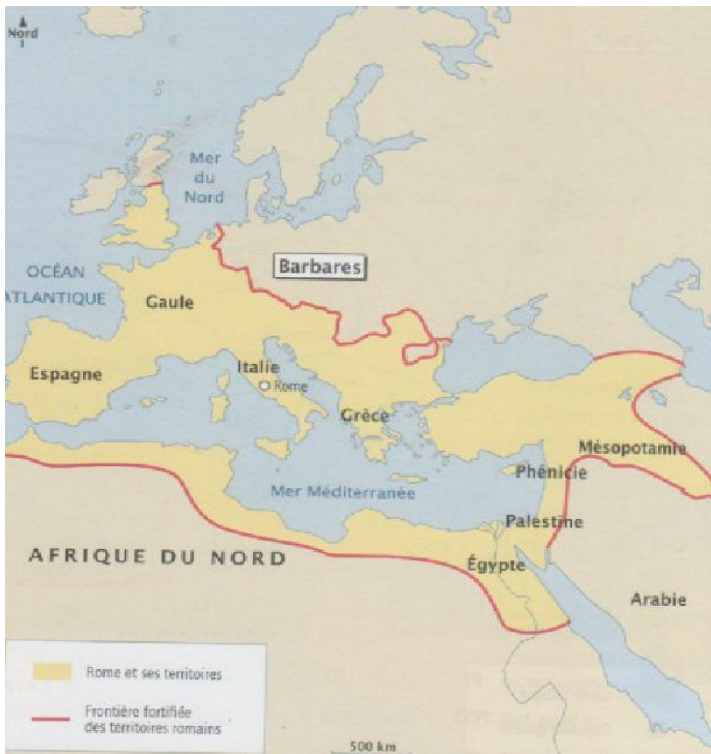 Nord
Mer
du
Nord
Barbares
OCÉAN
ATLANTIQUE
Gaule
Espagne
Italie
Rome
Grèce
Mésopotamie
Phénicie
Mer Méditerranée
Palestine
AFRIQUE DU NORD
Égypte
Arabie
Rome et ses territoires
Frontière fortifiée
des territoires romains
500 km